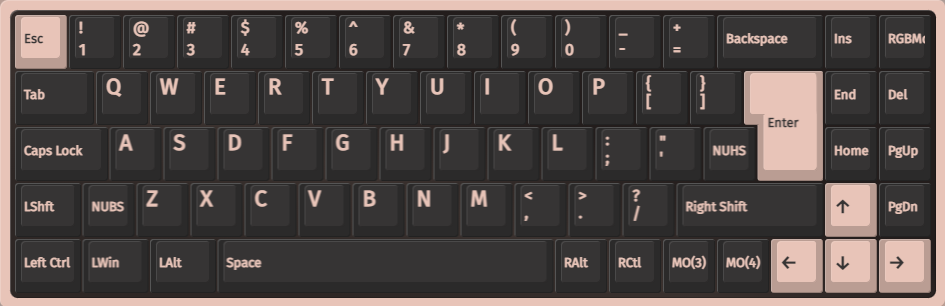 Esc ! 1 @ 2 # 3 $ 4 % 5 ^ 6 & 7 * 8 ( 9 ) 0 _ - + = Backspace Ins RGBMo
Tab Q W E R T Y U I O P { [ } ] Enter End Del
Caps Lock A S D F G H J K L : ; " ' NUHS Home PgUp
LShft NUBS Z X C V B N M < , > . ? / Right Shift ↑ PgDn
Left Ctrl LWin LAlt Space RAlt RCtl MO(3) MO(4) ← ↓ →